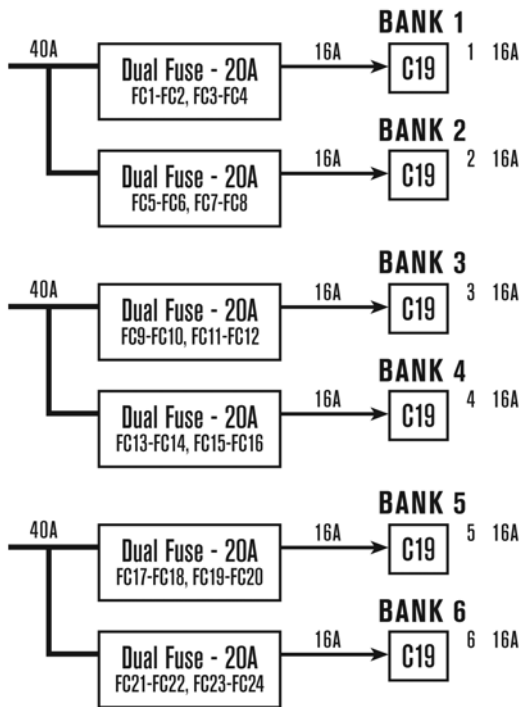 BANK 1
40A
Dual Fuse - 20A
FC1-FC2, FC3-FC4
16A
C19
1 16A
BANK 2
Dual Fuse - 20A
FC5-FC6, FC7-FC8
16A
C19
2 16A
BANK 3
40A
Dual Fuse - 20A
FC9-FC10, FC11-FC12
16A
C19
3 16A
BANK 4
Dual Fuse - 20A
FC13-FC14, FC15-FC16
16A
C19
4 16A
BANK 5
40A
Dual Fuse - 20A
FC17-FC18, FC19-FC20
16A
C19
5 16A
BANK 6
Dual Fuse - 20A
FC21-FC22, FC23-FC24
16A
C19
6 16A